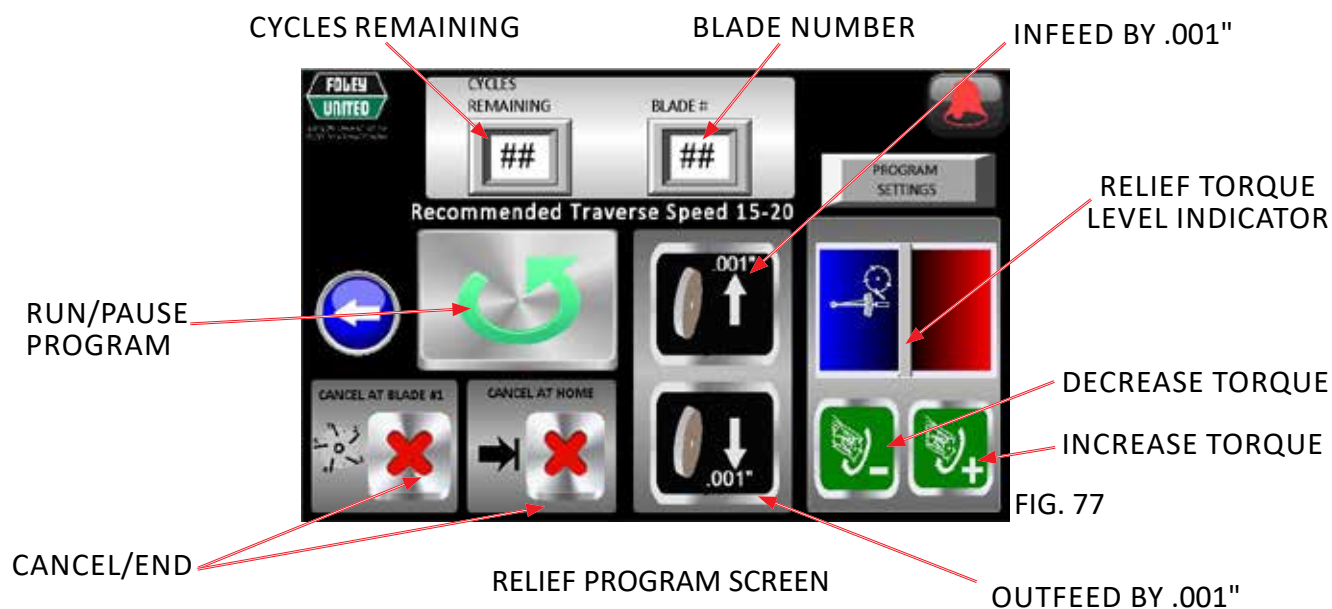 CYCLES REMAINING
BLADE NUMBER
INFEED BY .001"
FOLEY
UNITED
CYCLES
REMAINING
BLADE #
##
##
PROGRAM
SETTINGS
Recommended Traverse Speed 15-20
RELIEF TORQUE
LEVEL INDICATOR
.001"
RUN/PAUSE
PROGRAM
DECREASE TORQUE
CANCEL AT BLADE #1
CANCEL AT HOME
INCREASE TORQUE
.001"
FIG. 77
CANCEL/END
RELIEF PROGRAM SCREEN
OUTFEED BY .001"